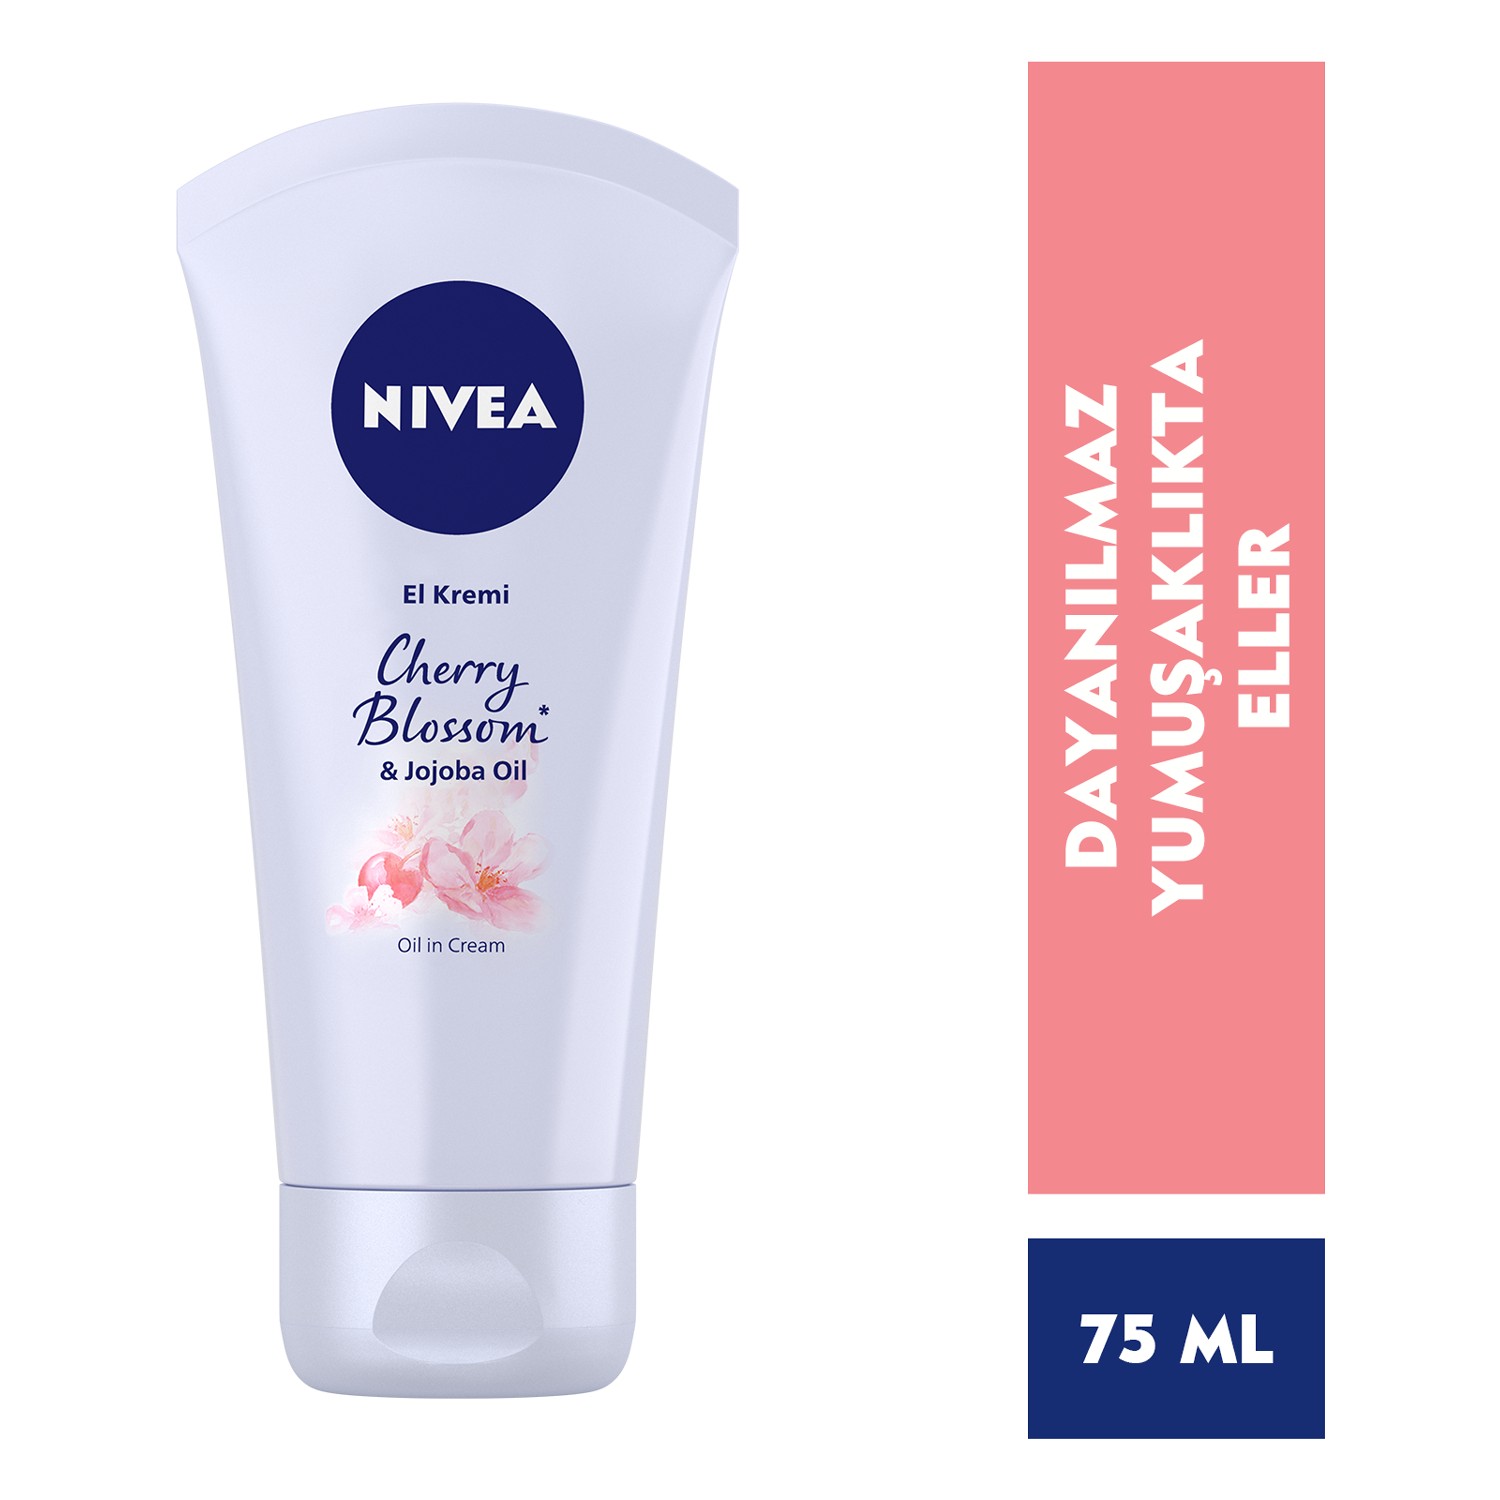 NIVEA
El Kremi
Cherry
Blossom*
& Jojoba Oil
Oil in Cream
DAYANILMAZ
YUMUŞAKLIKTA
ELLER
75 ML